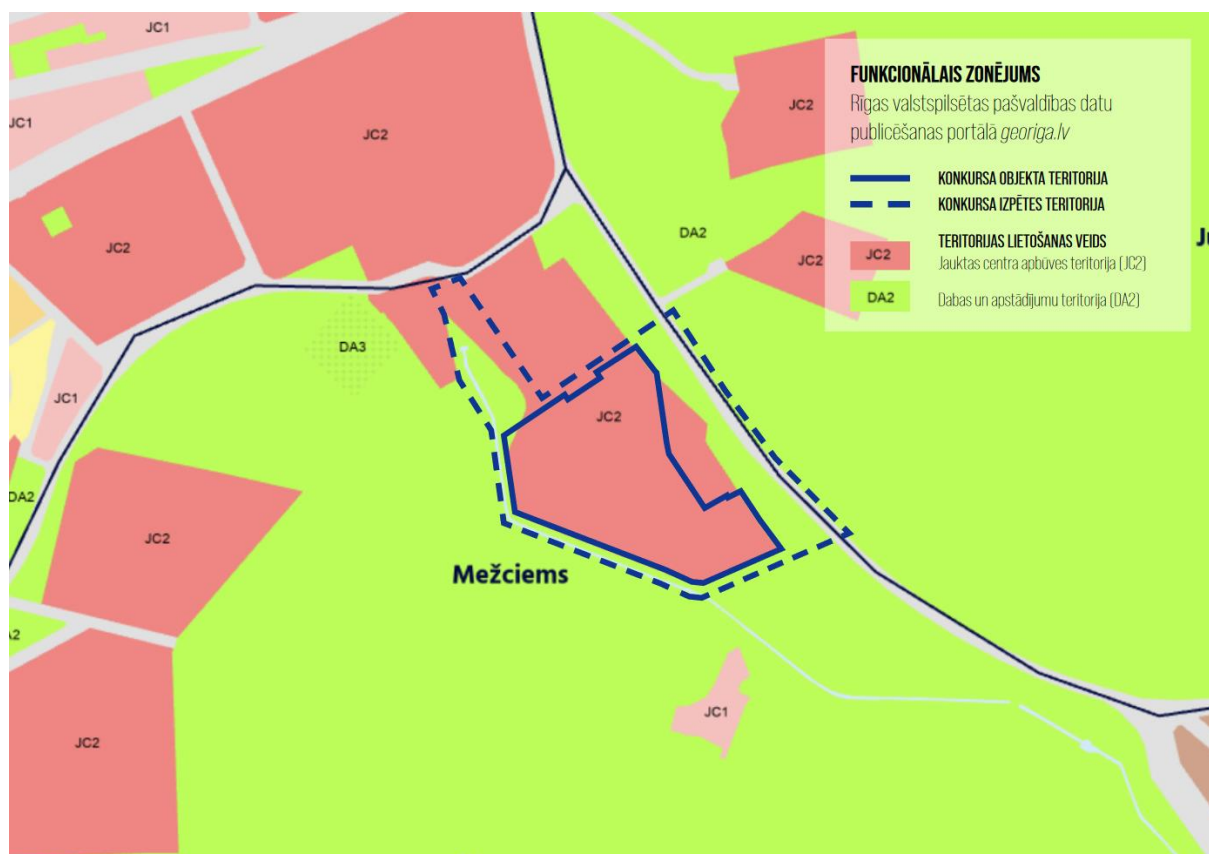 JC1
JC1
JC2
JC2
DA3
JC1
DA2
JC2
JC2
Mežciems
JC2
JC1
DA2
JC2
JC2
FUNKCIONĀLAIS ZONĒJUMS
Rīgas valstspilsētas pašvaldības datu
publicēšanas portālā georiga.lv
KONKURSA OBJEKTA TERITORIJA
KONKURSA IZPĒTES TERITORIJA
TERITORIJAS LIETOŠANAS VEIDS
JC2
Jauktas centra apbūves teritorija (JC2)
DA2
Dabas un apstādījumu teritorija (DA2)